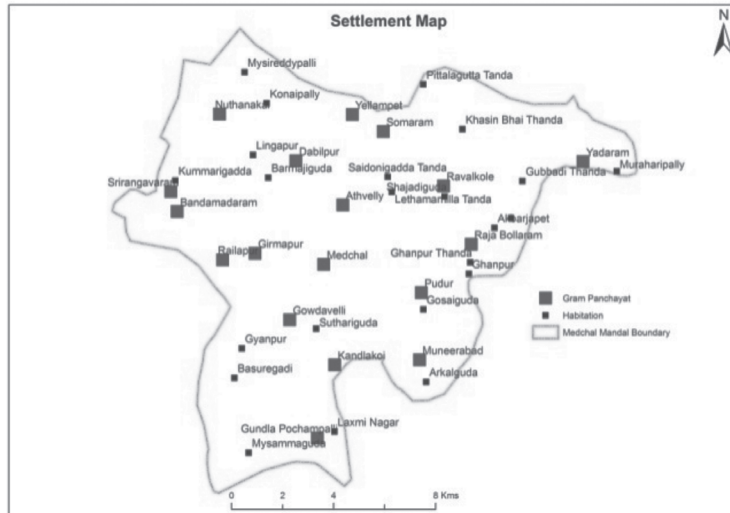 Settlement Map
N
Mysireddypalli
Pittalagutta Tanda
Konaipally
Nuthanakal
Yellampet
Somaram
Khasin Bhai Thanda
Lingapur
Dabilpur
Yadaram
Muraharipally
Kummarigadda
Barmajiguda
Saidonigadda Tanda
Ravalkole
Gubbadi Thanda
Srirangavaram
Shajadiguda
Lethamarilla Tanda
Bandamadaram
Athvelly
Akbarjapet
Raja Bollaram
Girmapur
Ghanpur Thanda
Medchal
Ghanpur
Pudur
Gosaiguda
Gram Panchayat
Habitation
Medchal Mandal Boundary
Gowdavelli
Suthariguda
Gyanpur
Kandlakoi
Muneerabad
Basuregadi
Arkalguda
Laxmi Nagar
Gundla Pochampalli
Mysammaguda
0 2 4 8 Kms